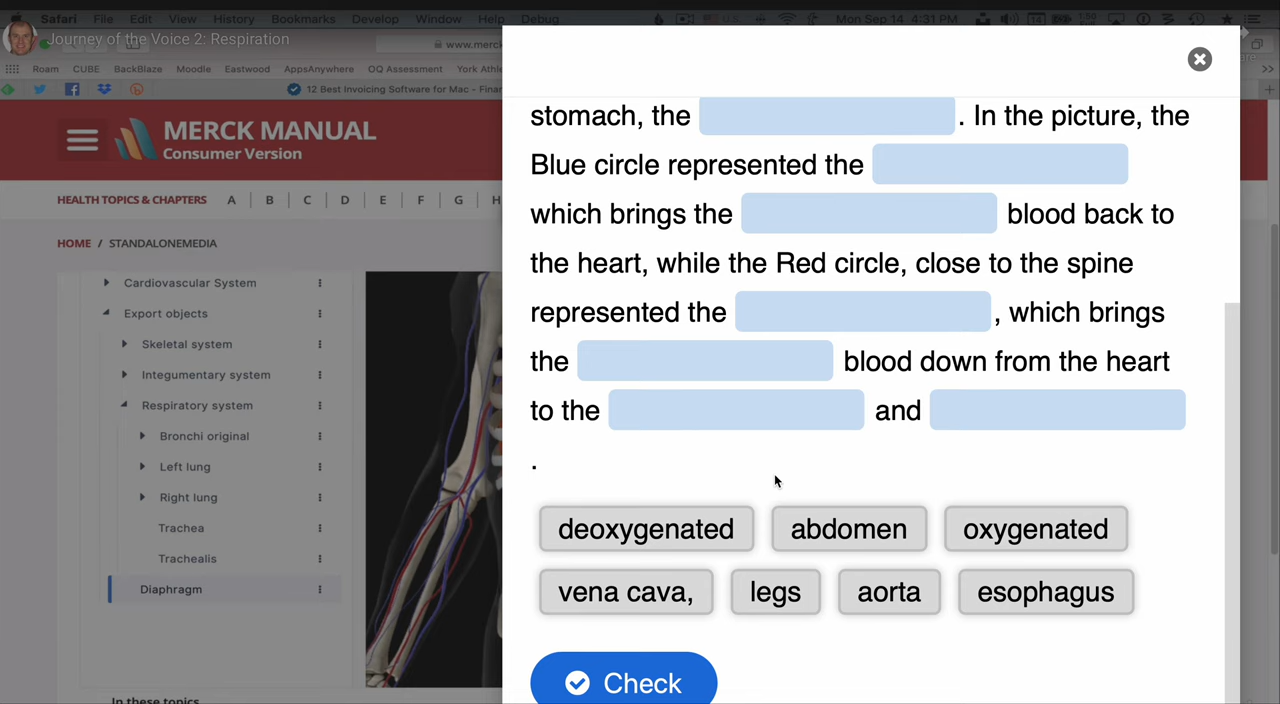 Safari File Edit View History Bookmarks Develop Window Help Debug U.S. Mon Sep 14 4:31 PM
Journey of the Voice 2: Respiration
www.merck
Roam CUBE BackBlaze Moodle Eastwood AppsAnywhere OQ Assessment York Athle
12 Best Invoicing Software for Mac - Finan
MERCK MANUAL
Consumer Version
HEALTH TOPICS & CHAPTERS A B C D E F G H
HOME / STANDALONEMEDIA
Cardiovascular System
Export objects
Skeletal system
Integumentary system
Respiratory system
Bronchi original
Left lung
Right lung
Trachea
Trachealis
Diaphragm
In these topics
stomach, the . In the picture, the
Blue circle represented the
which brings the blood back to
the heart, while the Red circle, close to the spine
represented the , which brings
the blood down from the heart
to the and
.
deoxygenated abdomen oxygenated
vena cava, legs aorta esophagus
Check